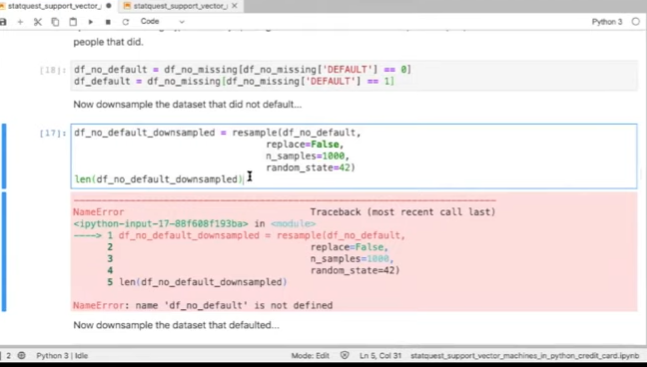 statquest_support_vector_
statquest_support_vector_
Code
Python 3
people that did.
[18]:
df_no_default = df_no_missing[df_no_missing['DEFAULT'] == 0]
df_default = df_no_missing[df_no_missing['DEFAULT'] == 1]
Now downsample the dataset that did not default...
[17]:
df_no_default_downsampled = resample(df_no_default,
replace=False,
n_samples=1000,
random_state=42)
len(df_no_default_downsampled)
---------------------------------------------------------------------------
NameError Traceback (most recent call last)
<ipython-input-17-88f608f193ba> in <module>
----> 1 df_no_default_downsampled = resample(df_no_default,
2 replace=False,
3 n_samples=1000,
4 random_state=42)
5 len(df_no_default_downsampled)
NameError: name 'df_no_default' is not defined
Now downsample the dataset that defaulted...
2 Python 3 | Idle Mode: Edit Ln 5, Col 31 statquest_support_vector_machines_in_python_credit_card.ipynb